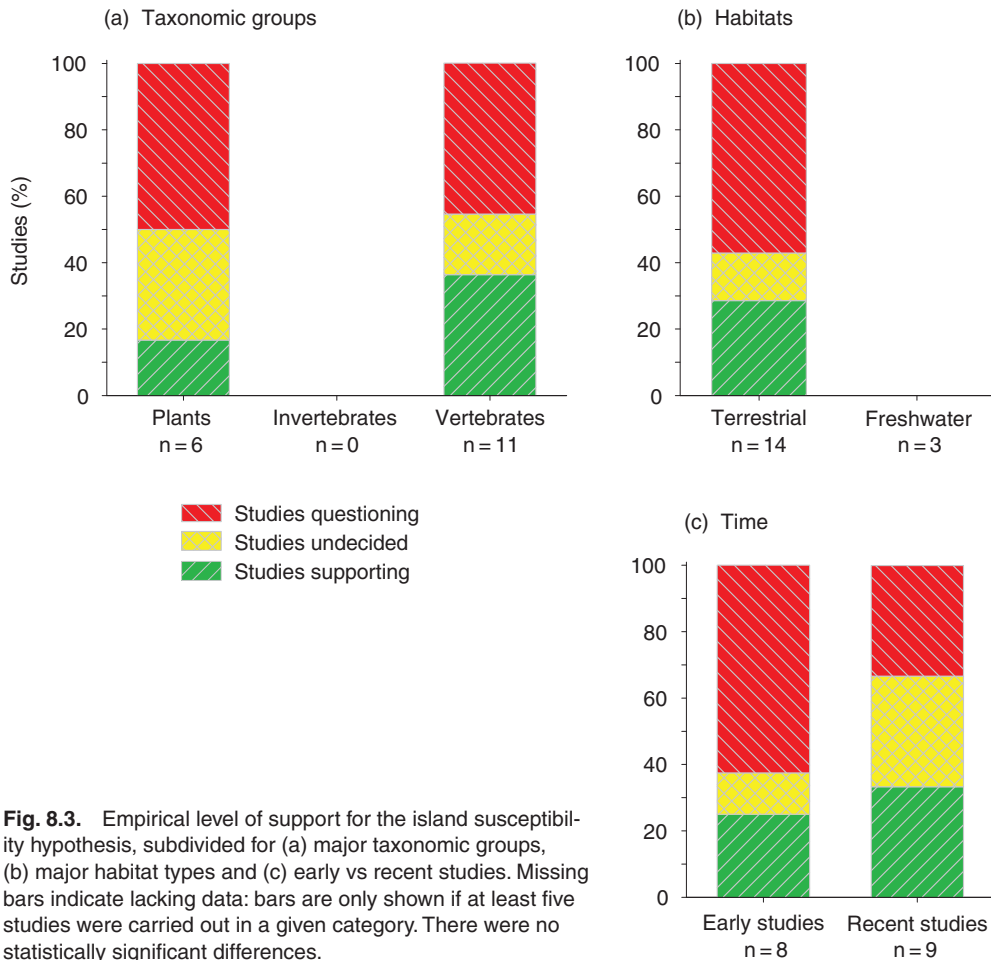 (a) Taxonomic groups
100
80
60
40
20
0
Studies (%)
Plants
n = 6
Invertebrates
n = 0
Vertebrates
n = 11
(b) Habitats
100
80
60
40
20
0
Terrestrial
n = 14
Freshwater
n = 3
Studies questioning
Studies undecided
Studies supporting
(c) Time
100
80
60
40
20
0
Early studies
n = 8
Recent studies
n = 9
Fig. 8.3. Empirical level of support for the island susceptibil-
ity hypothesis, subdivided for (a) major taxonomic groups,
(b) major habitat types and (c) early vs recent studies. Missing
bars indicate lacking data: bars are only shown if at least five
studies were carried out in a given category. There were no
statistically significant differences.